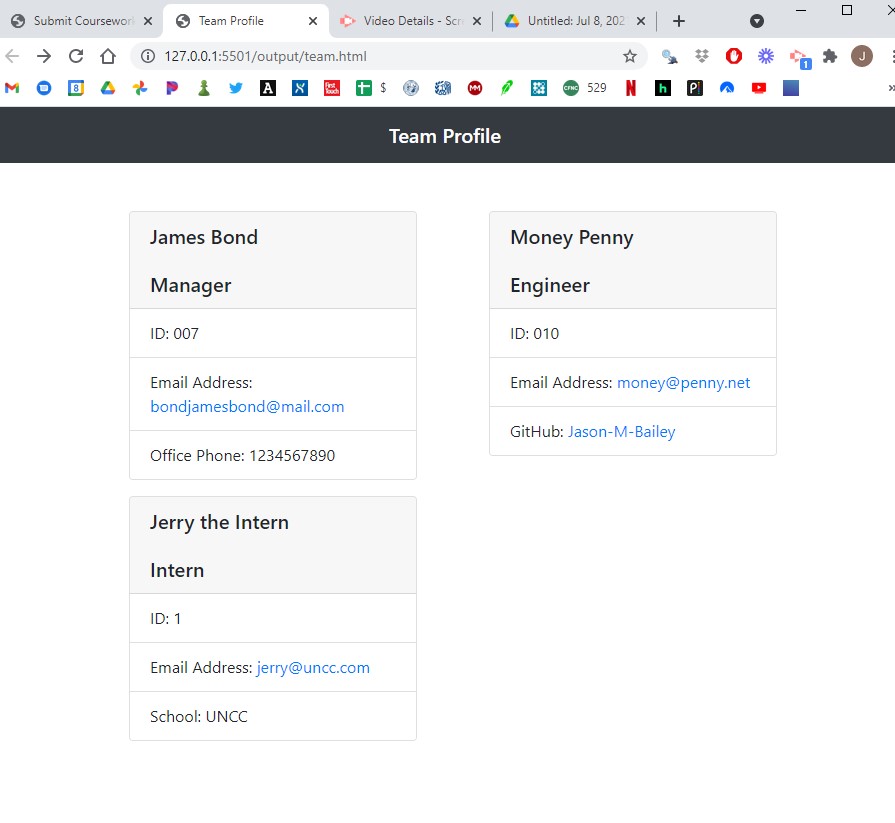 Submit Coursewor
Team Profile
Video Details - Scre
Untitled: Jul 8, 202
127.0.0.1:5501/output/team.html
J
1
8
$
529
Team Profile
James Bond
Manager
ID: 007
Email Address:
bondjamesbond@mail.com
Office Phone: 1234567890
Money Penny
Engineer
ID: 010
Email Address: money@penny.net
GitHub: Jason-M-Bailey
Jerry the Intern
Intern
ID: 1
Email Address: jerry@uncc.com
School: UNCC